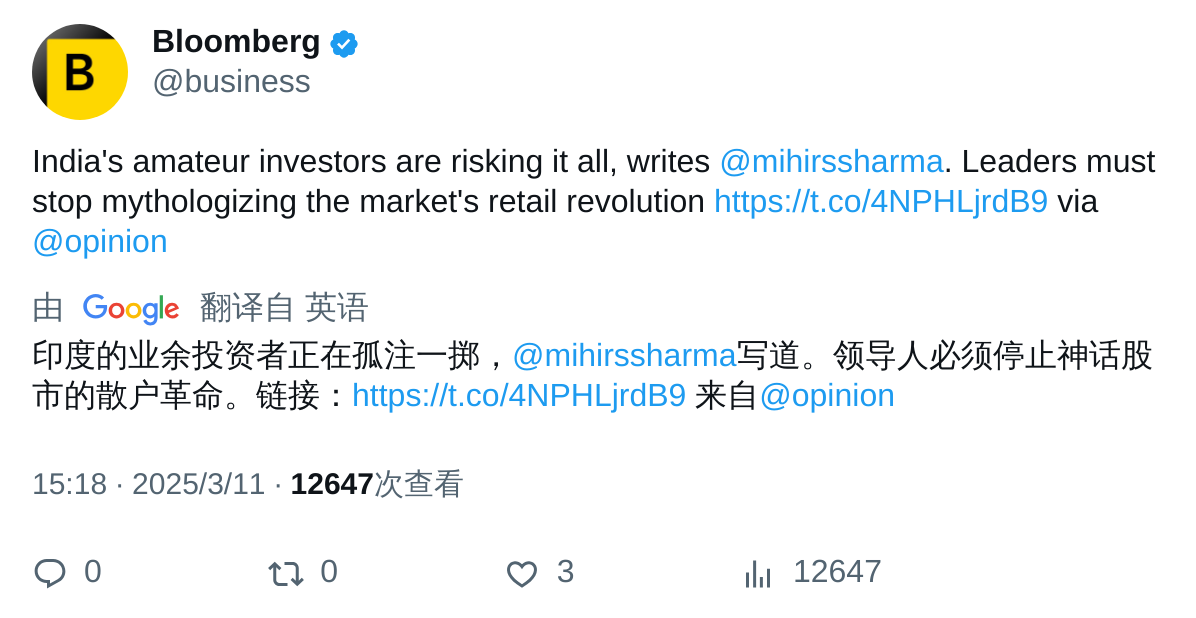 B
Bloomberg
@business
India's amateur investors are risking it all, writes @mihirssharma. Leaders must
stop mythologizing the market's retail revolution https://t.co/4NPHLjrdB9 via
@opinion
由 Google 翻译自 英语
印度的业余投资者正在孤注一掷，@mihirssharma写道。领导人必须停止神话股
市的散户革命。链接：https://t.co/4NPHLjrdB9 来自@opinion
15:18 · 2025/3/11 · 12647次查看
0 0 3 12647